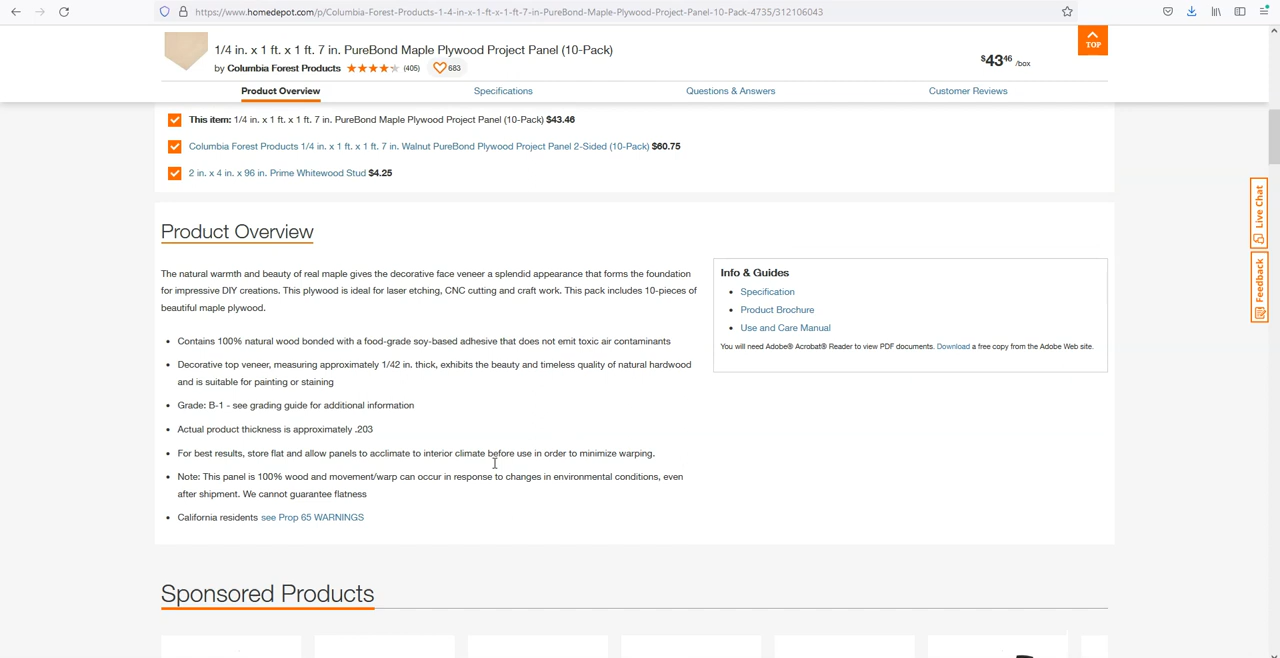 https://www.homedepot.com/p/Columbia-Forest-Products-1-4-in-x-1-ft-x-1-ft-7-in-PureBond-Maple-Plywood-Project-Panel-10-Pack-4735/312106043
1/4 in. x 1 ft. x 1 ft. 7 in. PureBond Maple Plywood Project Panel (10-Pack)
by Columbia Forest Products (405) 683
$43⁴⁶ /box
TOP
Product Overview
Specifications
Questions & Answers
Customer Reviews
This item: 1/4 in. x 1 ft. x 1 ft. 7 in. PureBond Maple Plywood Project Panel (10-Pack) $43.46
Columbia Forest Products 1/4 in. x 1 ft. x 1 ft. 7 in. Walnut PureBond Plywood Project Panel 2-Sided (10-Pack) $60.75
2 in. x 4 in. x 96 in. Prime Whitewood Stud $4.25
Product Overview
The natural warmth and beauty of real maple gives the decorative face veneer a splendid appearance that forms the foundation
for impressive DIY creations. This plywood is ideal for laser etching, CNC cutting and craft work. This pack includes 10-pieces of
beautiful maple plywood.
• Contains 100% natural wood bonded with a food-grade soy-based adhesive that does not emit toxic air contaminants
• Decorative top veneer, measuring approximately 1/42 in. thick, exhibits the beauty and timeless quality of natural hardwood
and is suitable for painting or staining
• Grade: B-1 - see grading guide for additional information
• Actual product thickness is approximately .203
• For best results, store flat and allow panels to acclimate to interior climate before use in order to minimize warping.
• Note: This panel is 100% wood and movement/warp can occur in response to changes in environmental conditions, even
after shipment. We cannot guarantee flatness
• California residents see Prop 65 WARNINGS
Info & Guides
• Specification
• Product Brochure
• Use and Care Manual
You will need Adobe® Acrobat® Reader to view PDF documents. Download a free copy from the Adobe Web site.
Live Chat
Feedback
Sponsored Products